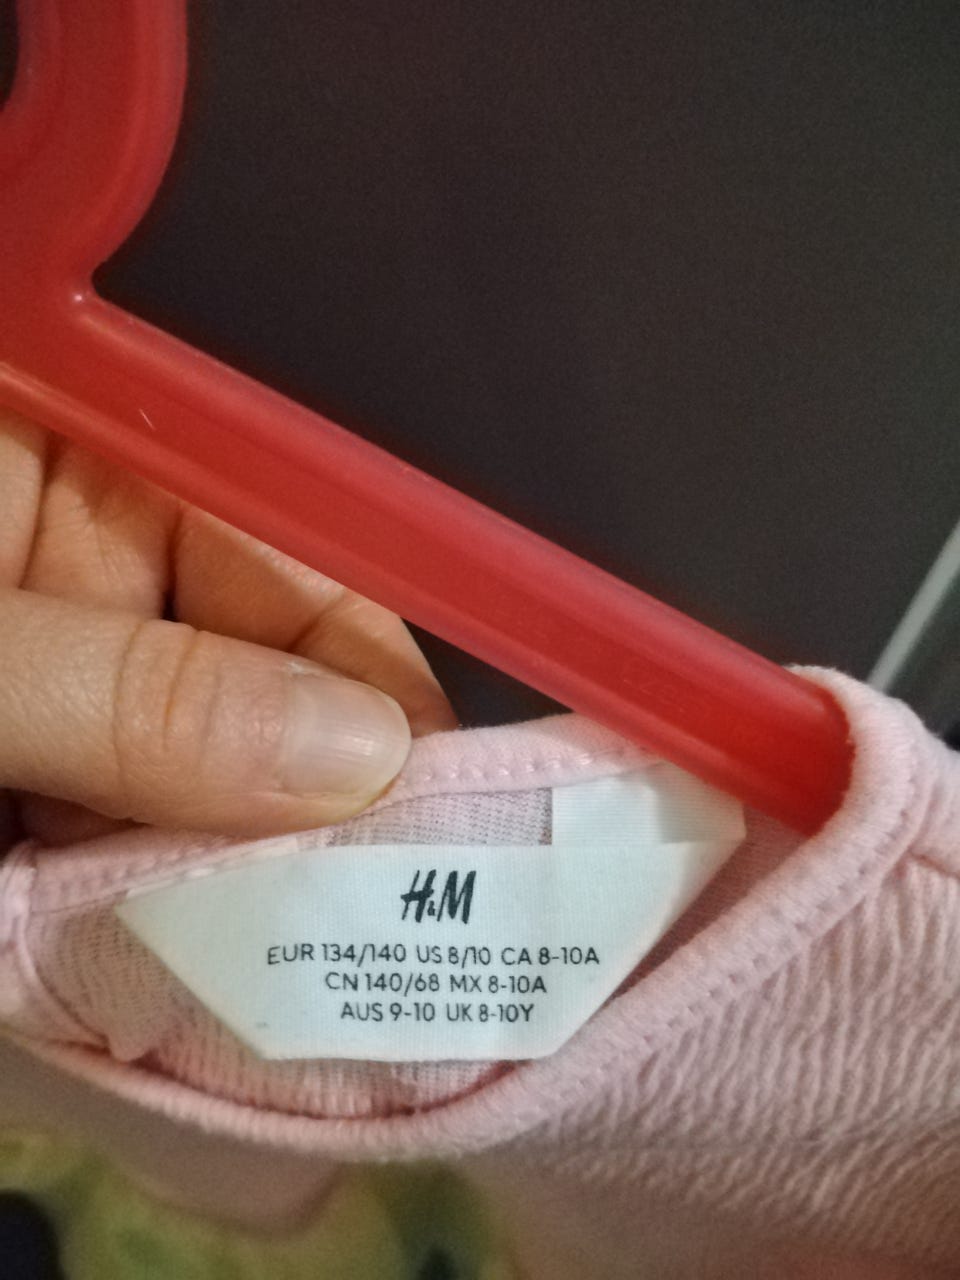 H&M
EUR 134/140 US 8/10 CA 8-10A
CN 140/68 MX 8-10A
AUS 9-10 UK 8-10Y